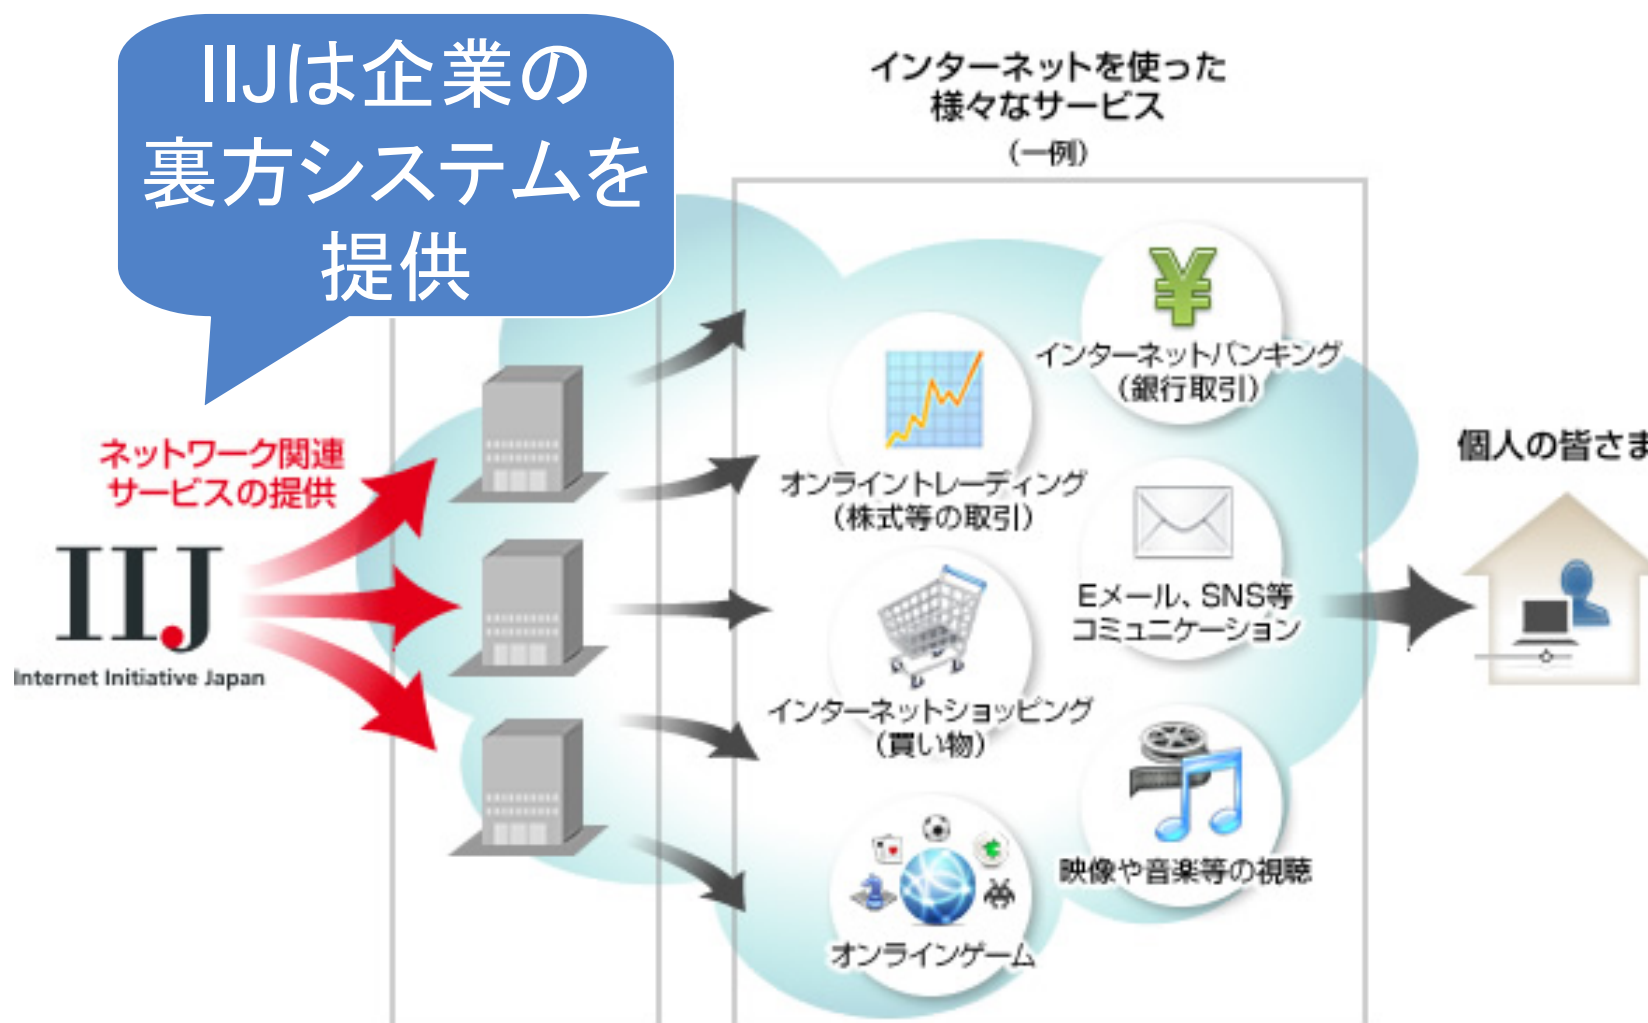 IIJは企業の
裏方システムを
提供
インターネットを使った
様々なサービス
(一例)
ネットワーク関連
サービスの提供
IIJ
Internet Initiative Japan
インターネットバンキング
(銀行取引)
オンライントレーディング
(株式等の取引)
Eメール、SNS等
コミュニケーション
インターネットショッピング
(買い物)
映像や音楽等の視聴
オンラインゲーム
個人の皆さま